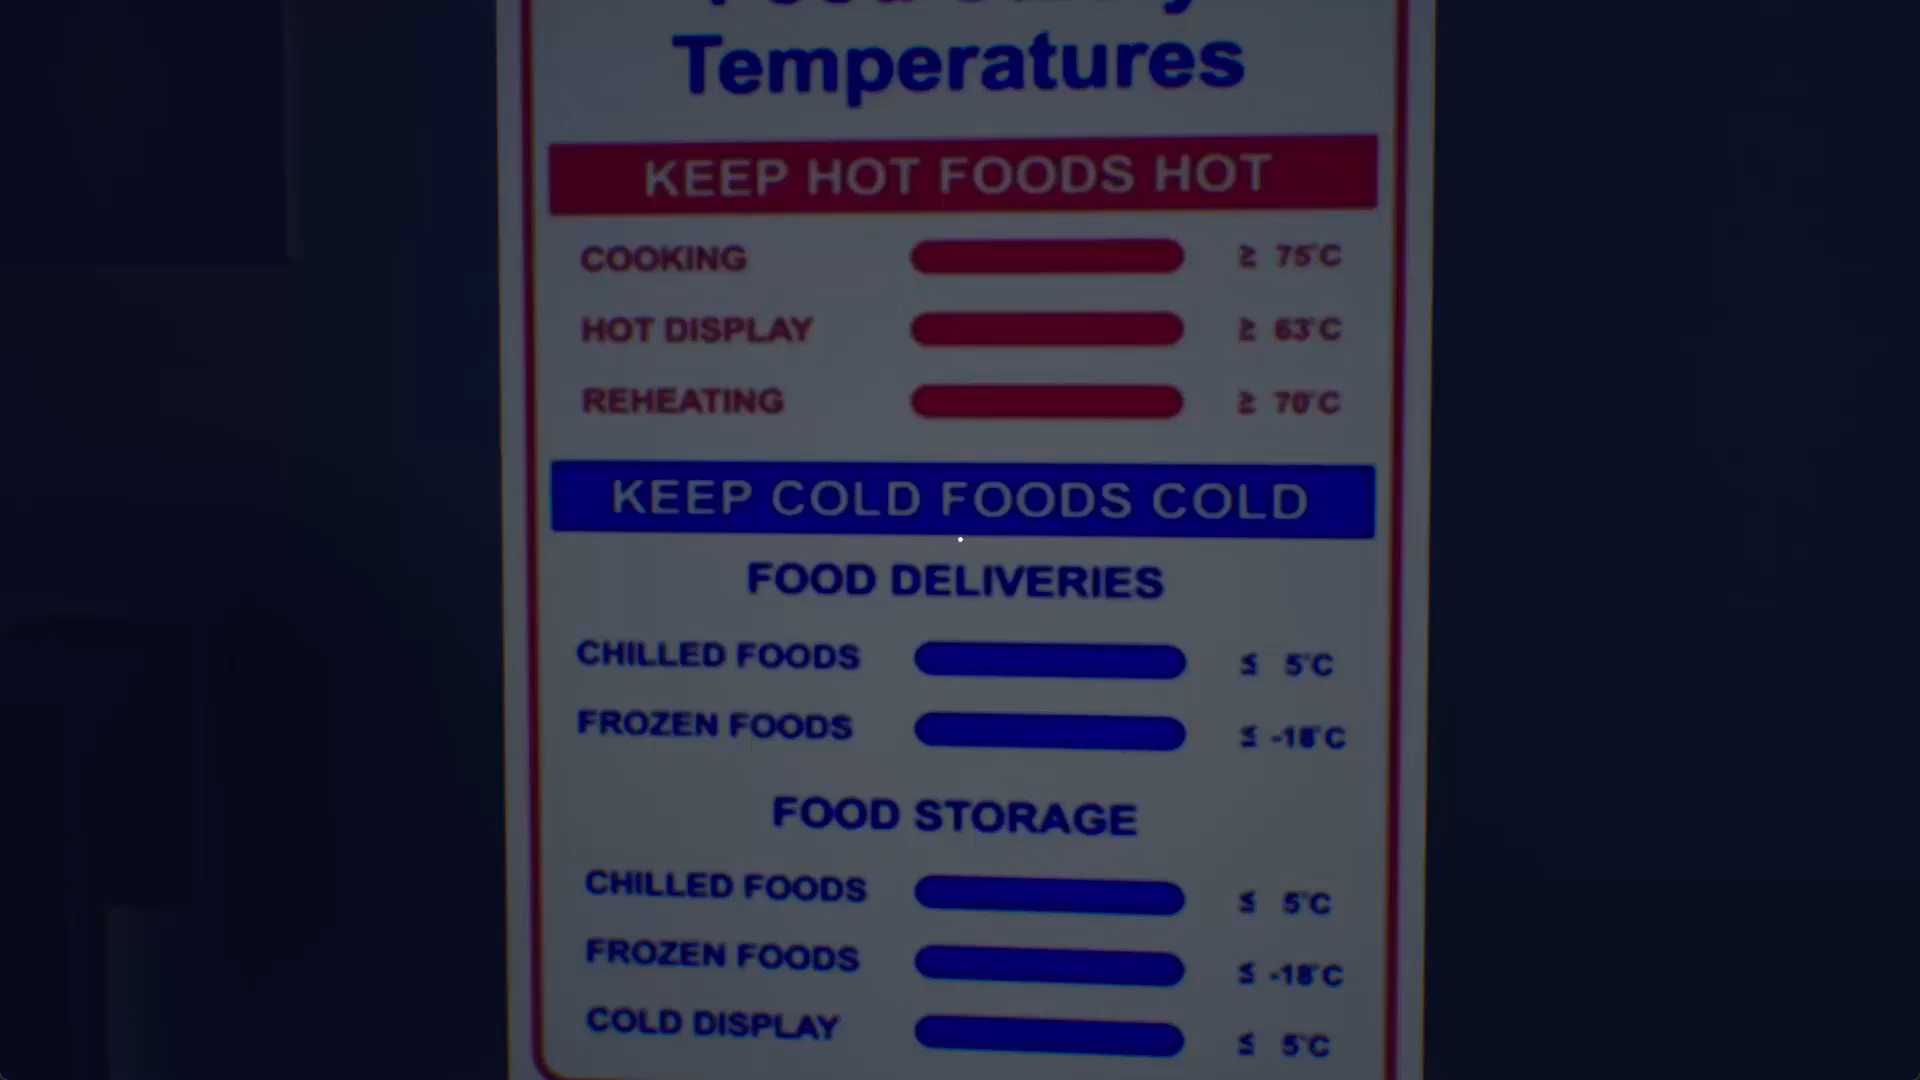 Temperatures
KEEP HOT FOODS HOT
COOKING ≥ 75°C
HOT DISPLAY ≥ 63°C
REHEATING ≥ 70°C
KEEP COLD FOODS COLD
FOOD DELIVERIES
CHILLED FOODS ≤ 5°C
FROZEN FOODS ≤ -18°C
FOOD STORAGE
CHILLED FOODS ≤ 5°C
FROZEN FOODS ≤ -18°C
COLD DISPLAY ≤ 5°C